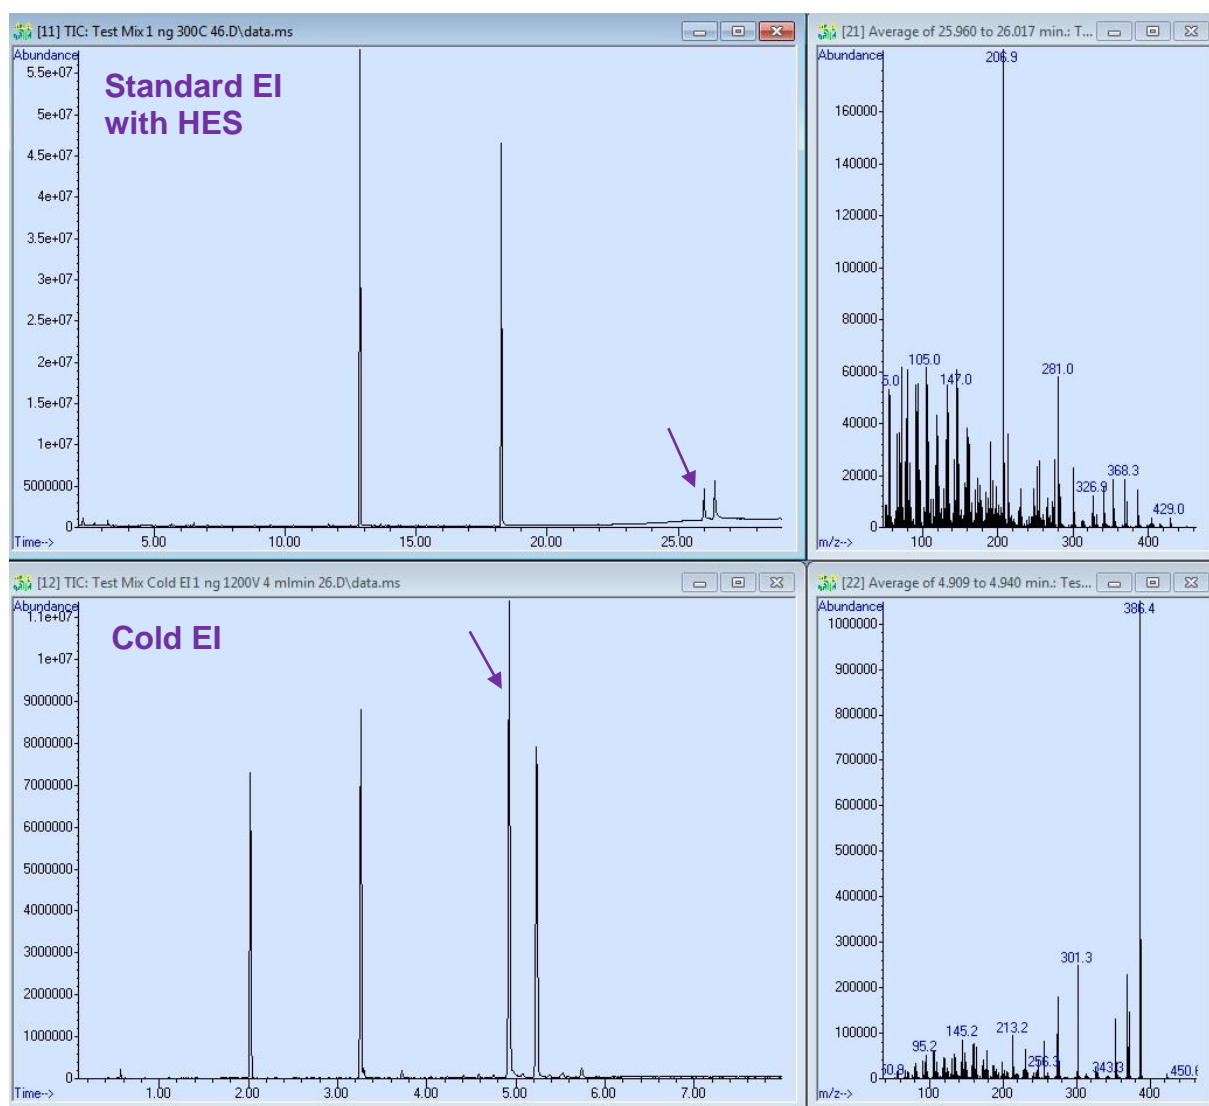 [11] TIC: Test Mix 1 ng 300C 46.D\data.ms
Abundance
5.5e+07
5e+07
4.5e+07
4e+07
3.5e+07
3e+07
2.5e+07
2e+07
1.5e+07
1e+07
5000000
0
Time-->
5.00 10.00 15.00 20.00 25.00
Standard EI
with HES
[21] Average of 25.960 to 26.017 min.: T...
Abundance
160000
140000
120000
100000
80000
60000
40000
20000
0
m/z-->
100 200 300 400
206.9
5.0 105.0 147.0 281.0
326.9 368.3 429.0
[12] TIC: Test Mix Cold EI 1 ng 1200V 4 mlmin 26.D\data.ms
Abundance
1.1e+07
1e+07
9000000
8000000
7000000
6000000
5000000
4000000
3000000
2000000
1000000
0
Time-->
1.00 2.00 3.00 4.00 5.00 6.00 7.00
Cold EI
[22] Average of 4.909 to 4.940 min.: Tes...
Abundance
1000000
900000
800000
700000
600000
500000
400000
300000
200000
100000
0
m/z-->
100 200 300 400
386.4
301.3
50.9 95.2 145.2 213.2 256.3 343.3